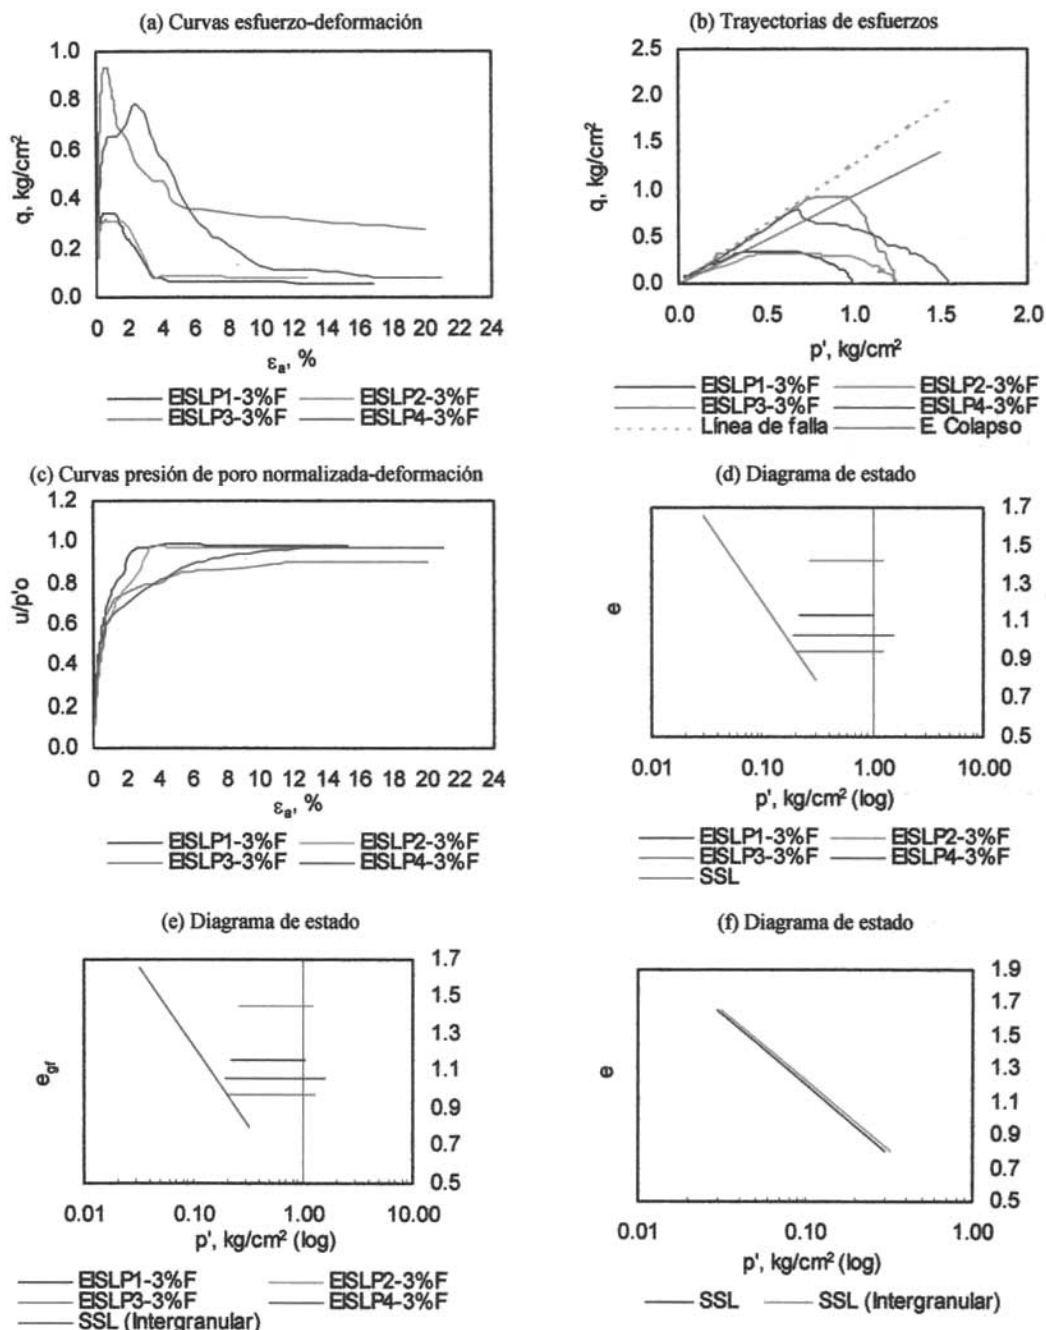 (a) Curvas esfuerzo-deformación
1.0
0.8
0.6
0.4
0.2
0.0
q, kg/cm²
0 2 4 6 8 10 12 14 16 18 20 22 24
εa, %
EISLP1-3%F EISLP2-3%F
EISLP3-3%F EISLP4-3%F
(b) Trayectorias de esfuerzos
2.5
2.0
1.5
1.0
0.5
0.0
q, kg/cm²
0.0 0.5 1.0 1.5 2.0
p', kg/cm²
EISLP1-3%F EISLP2-3%F
EISLP3-3%F EISLP4-3%F
Línea de falla E. Colapso
(c) Curvas presión de poro normalizada-deformación
1.2
1.0
0.8
0.6
0.4
0.2
0.0
u/p'o
0 2 4 6 8 10 12 14 16 18 20 22 24
εa, %
EISLP1-3%F EISLP2-3%F
EISLP3-3%F EISLP4-3%F
(d) Diagrama de estado
1.7
1.5
1.3
1.1
0.9
0.7
0.5
e
0.01 0.10 1.00 10.00
p', kg/cm² (log)
EISLP1-3%F EISLP2-3%F
EISLP3-3%F EISLP4-3%F
SSL
(e) Diagrama de estado
1.7
1.5
1.3
1.1
0.9
0.7
0.5
egf
0.01 0.10 1.00 10.00
p', kg/cm² (log)
EISLP1-3%F EISLP2-3%F
EISLP3-3%F EISLP4-3%F
SSL (Intergranular)
(f) Diagrama de estado
1.9
1.7
1.5
1.3
1.1
0.9
0.7
0.5
e
0.01 0.10 1.00
p', kg/cm² (log)
SSL SSL (Intergranular)